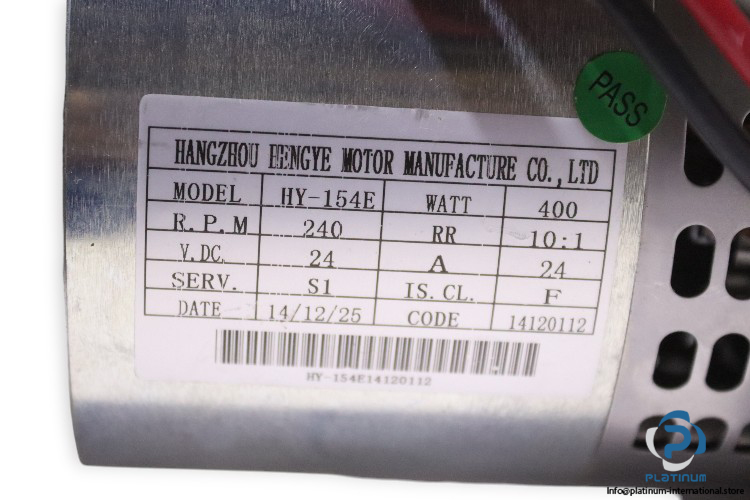 PASS
HANGZHOU HENGYE MOTOR MANUFACTURE CO., LTD
MODEL HY-154E WATT 400
R.P.M 240 RR 10:1
V.DC. 24 A 24
SERV. S1 IS.CL. F
DATE 14/12/25 CODE 14120112
HY-154E14120112
PLATINUM
info@platinum-international.store